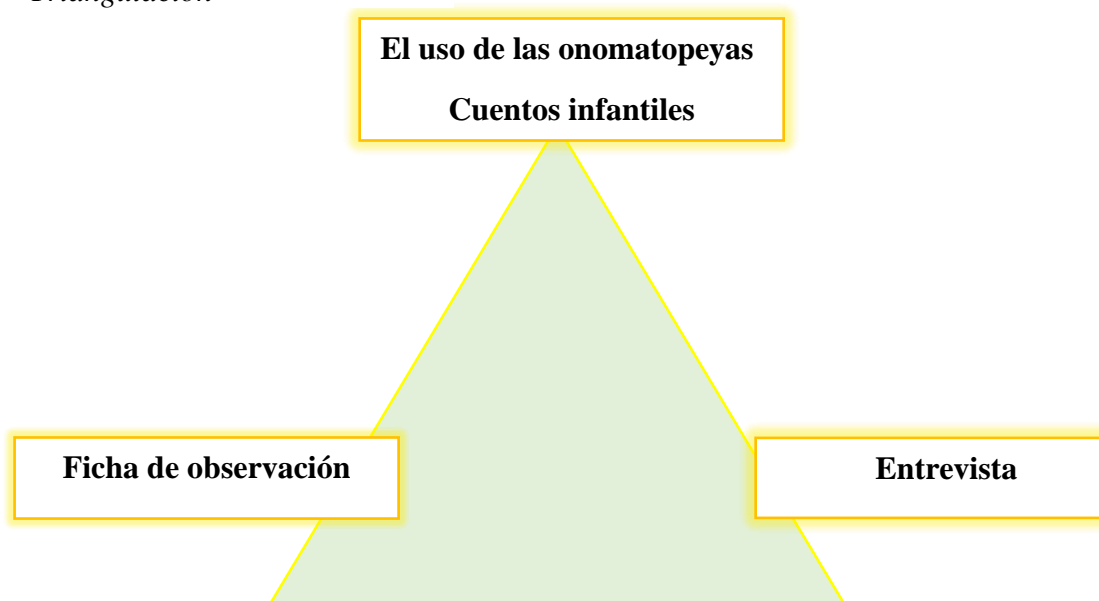 Triangulación
El uso de las onomatopeyas
Cuentos infantiles
Ficha de observación
Entrevista